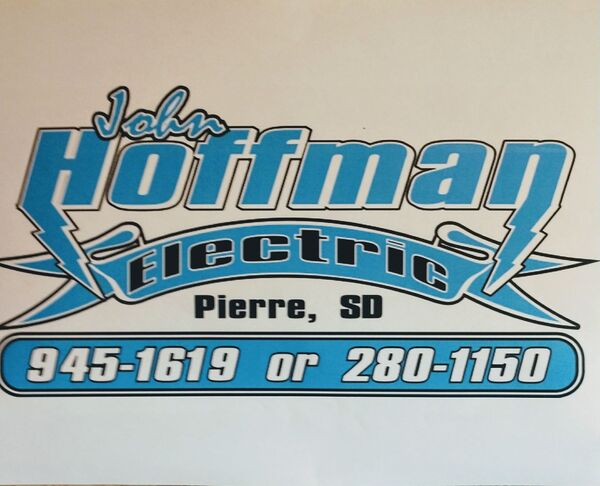 John
Hoffman
Electric
Pierre, SD
945-1619 or 280-1150